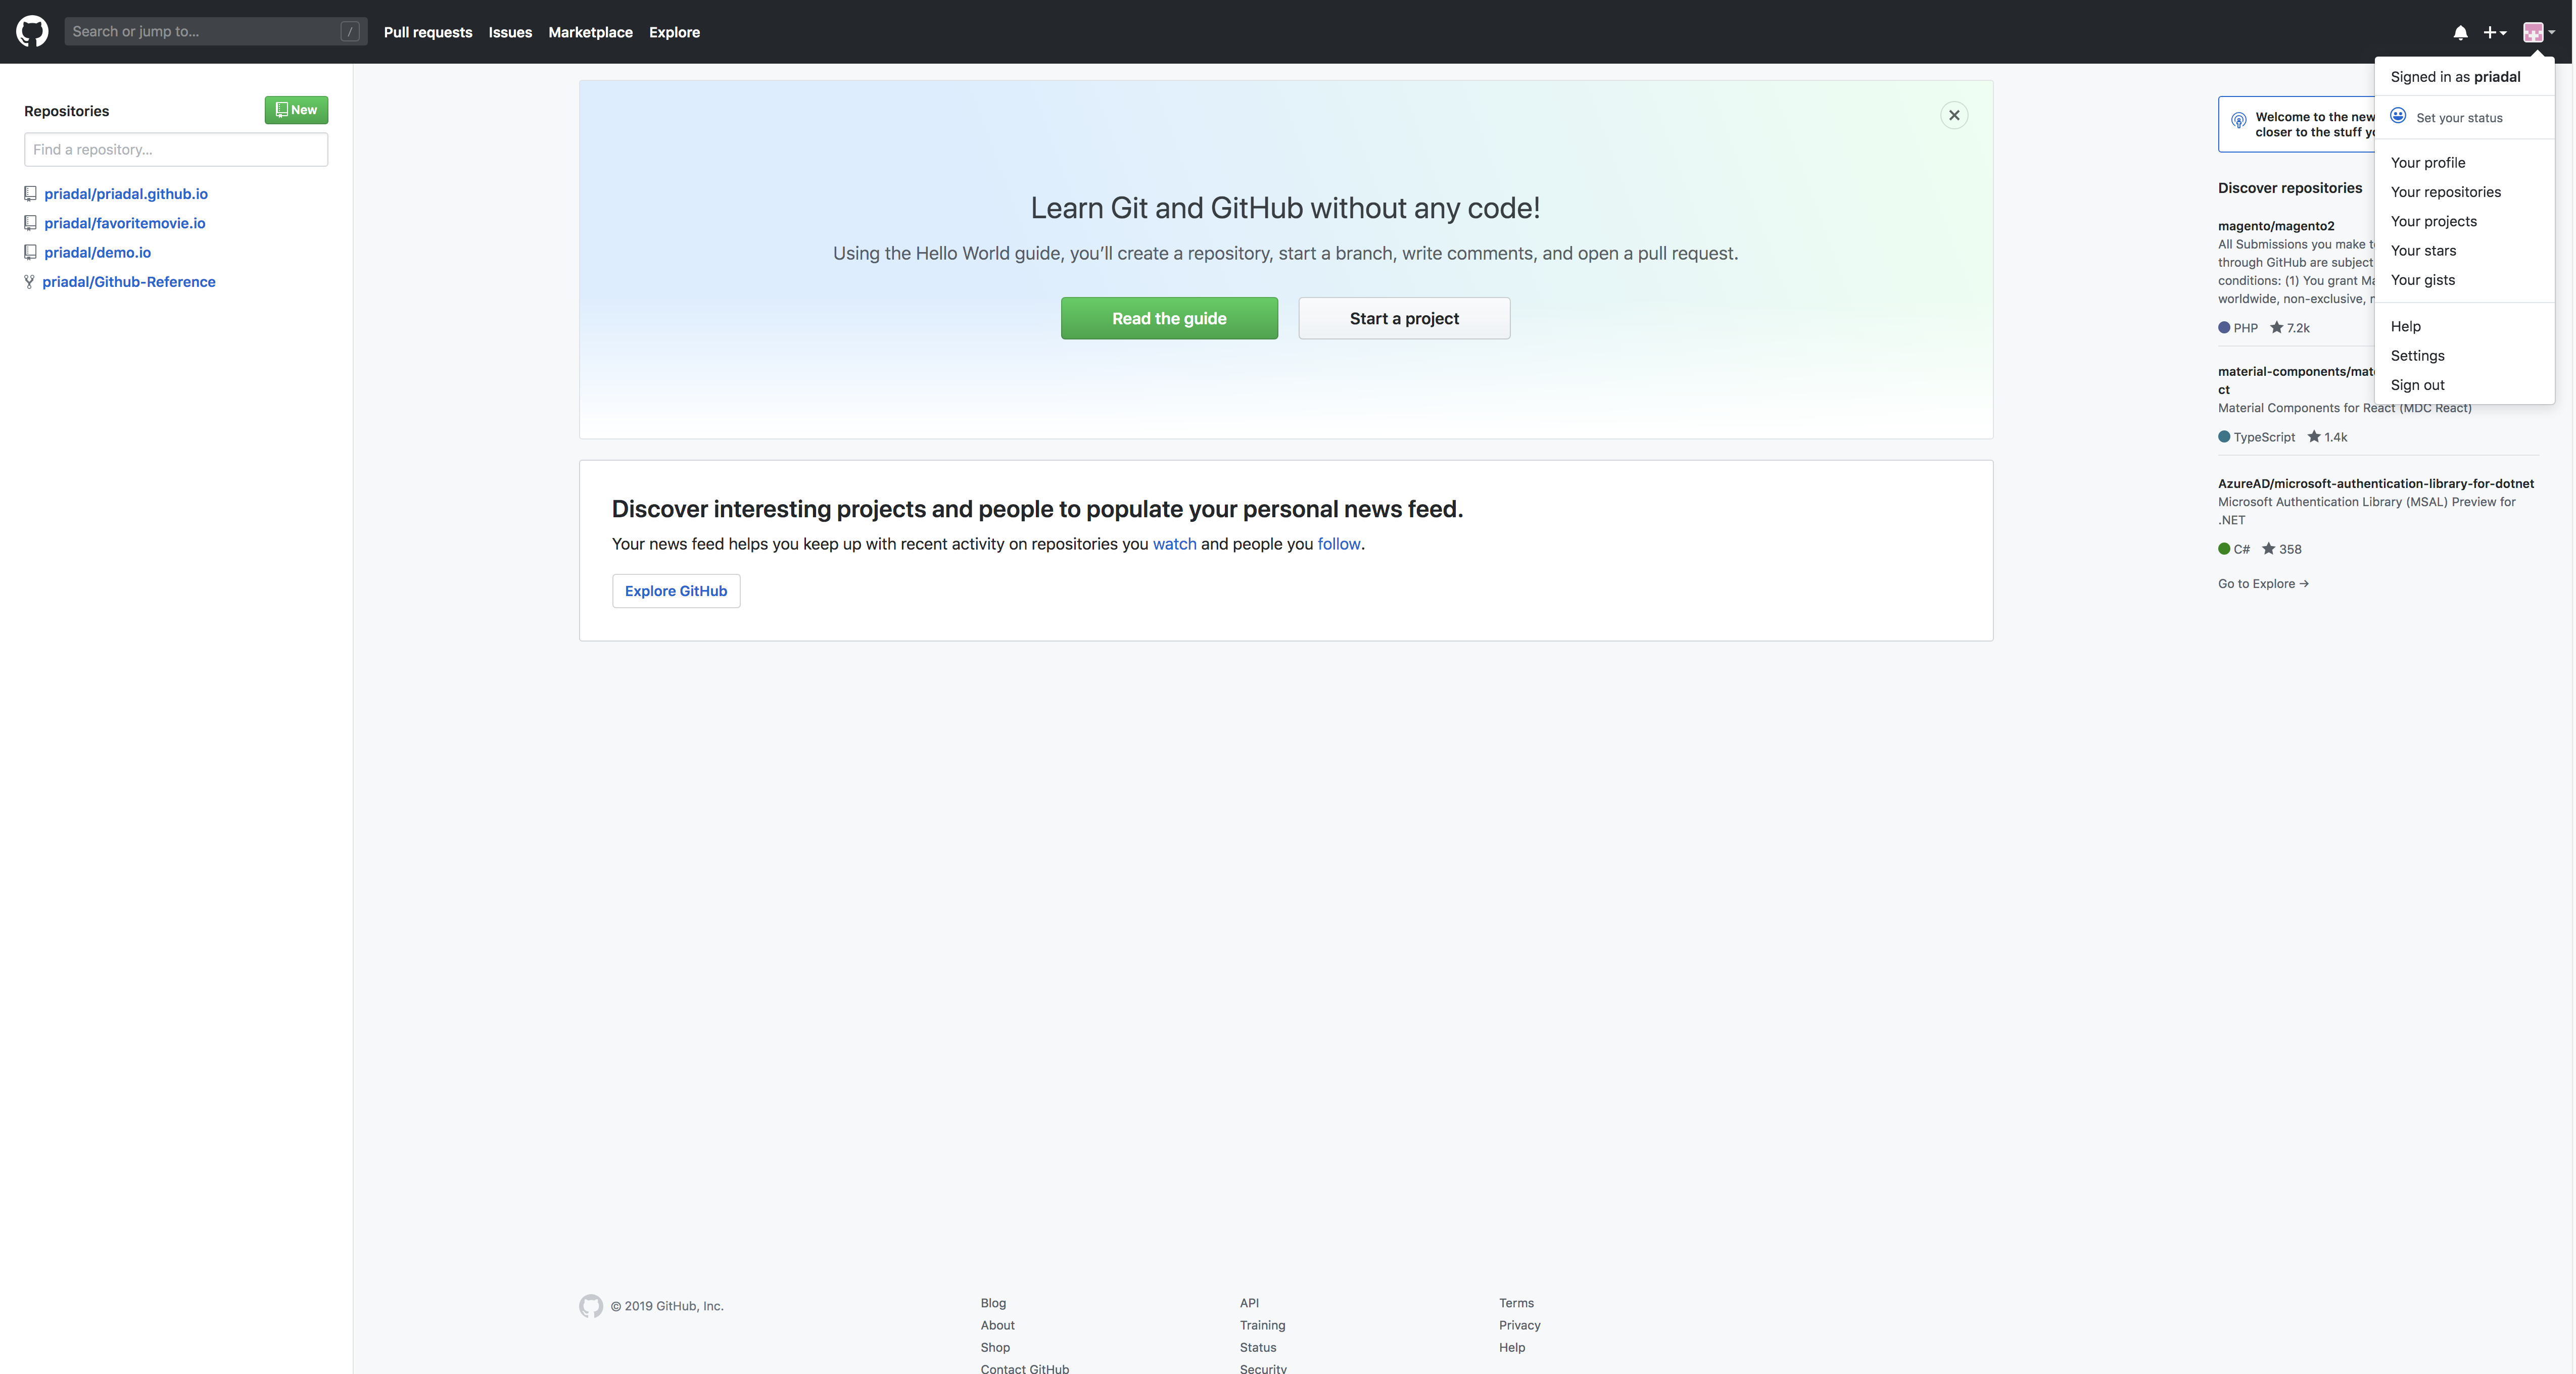 Search or jump to... /
Pull requests
Issues
Marketplace
Explore
Repositories
New
Find a repository...
priadal/priadal.github.io
priadal/favoritemovie.io
priadal/demo.io
priadal/Github-Reference
Learn Git and GitHub without any code!
Using the Hello World guide, you’ll create a repository, start a branch, write comments, and open a pull request.
Read the guide
Start a project
Discover interesting projects and people to populate your personal news feed.
Your news feed helps you keep up with recent activity on repositories you watch and people you follow.
Explore GitHub
Welcome to the new
closer to the stuff
Discover repositories
magento/magento2
All Submissions you make
through GitHub are subject
conditions: (1) You grant
worldwide, non-exclusive,
PHP 7.2k
material-components/
ct
Material Components for React (MDC React)
TypeScript 1.4k
AzureAD/microsoft-authentication-library-for-dotnet
Microsoft Authentication Library (MSAL) Preview for
.NET
C# 358
Go to Explore →
Signed in as priadal
Set your status
Your profile
Your repositories
Your projects
Your stars
Your gists
Help
Settings
Sign out
© 2019 GitHub, Inc.
Blog
About
Shop
Contact GitHub
API
Training
Status
Security
Terms
Privacy
Help